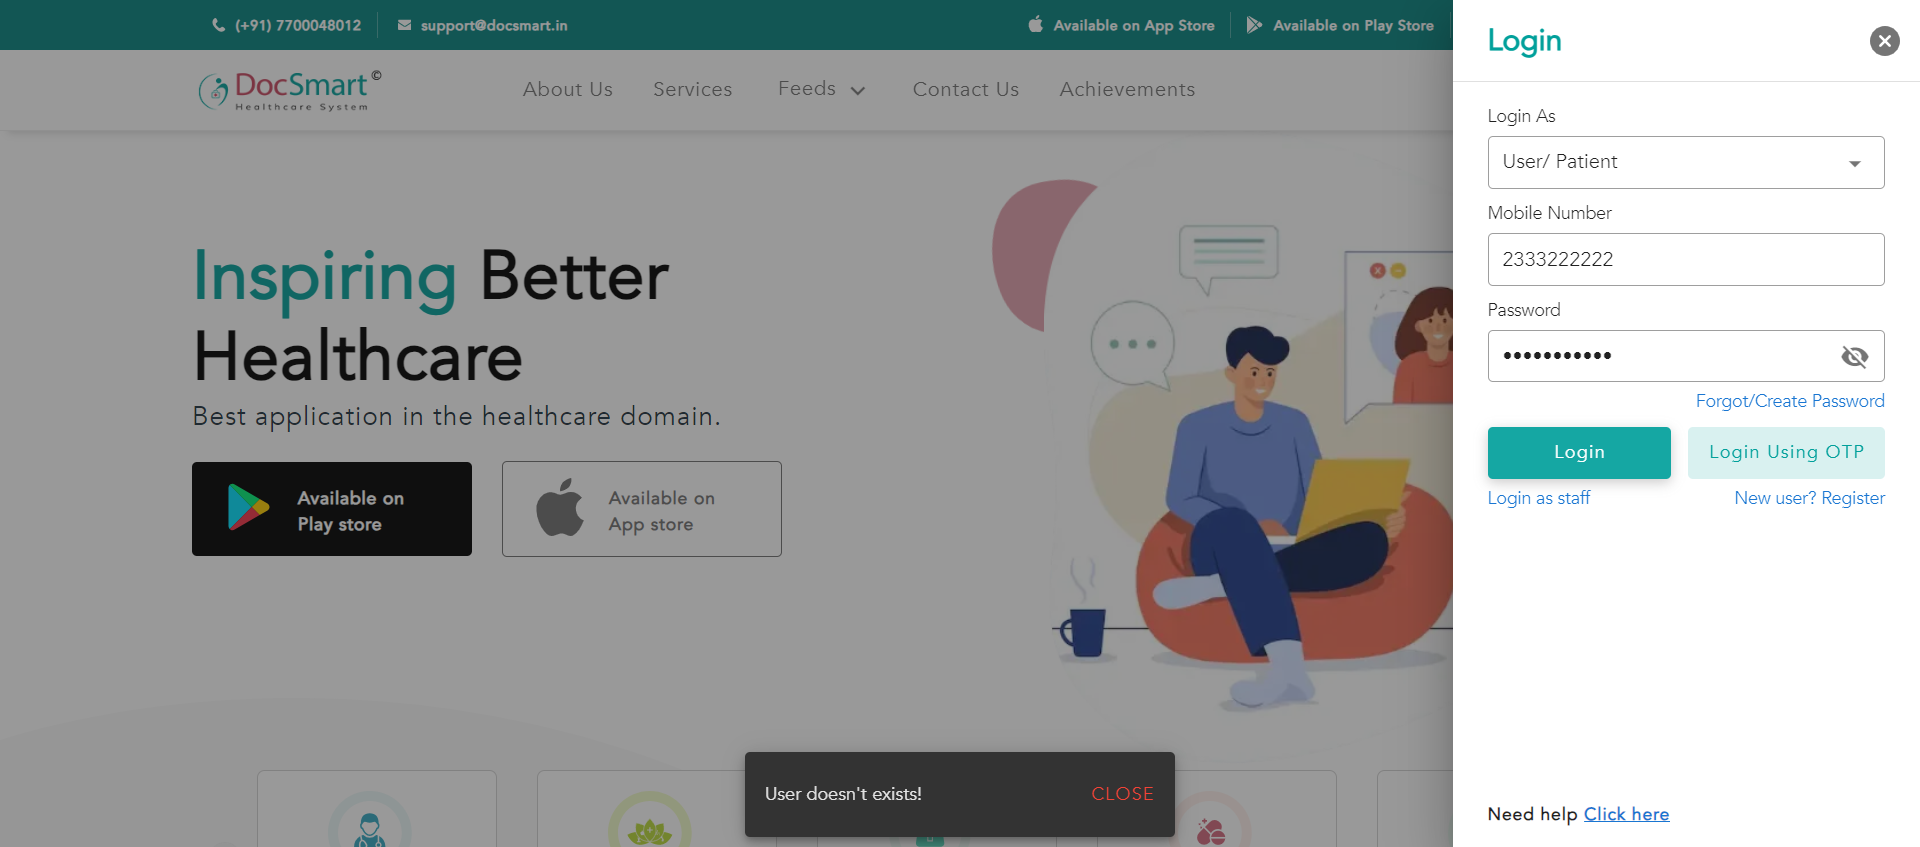 (+91) 7700048012
support@docsmart.in
Available on App Store
Available on Play Store
DocSmart©
Healthcare System
About Us
Services
Feeds
Contact Us
Achievements
Inspiring Better
Healthcare
Best application in the healthcare domain.
Available on
Play store
Available on
App store
User doesn't exists!
CLOSE
Login
Login As
User/ Patient
Mobile Number
2333222222
Password
•••••••••••
Forgot/Create Password
Login
Login Using OTP
Login as staff
New user? Register
Need help Click here